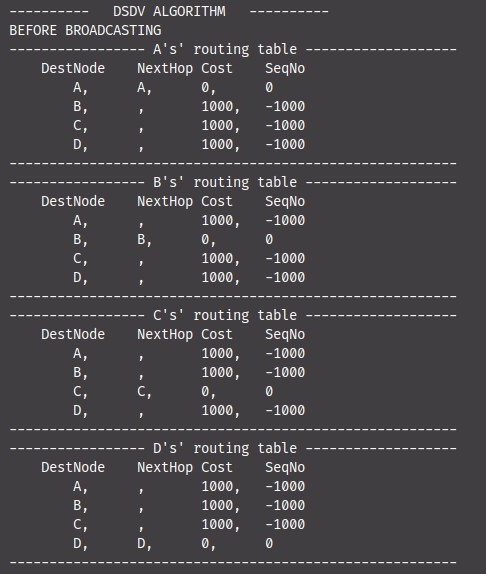 ----------   DSDV ALGORITHM   ----------
BEFORE BROADCASTING
----------------- A's' routing table -------------------
    DestNode    NextHop Cost    SeqNo
        A,      A,      0,      0
        B,      ,       1000,   -1000
        C,      ,       1000,   -1000
        D,      ,       1000,   -1000
--------------------------------------------------------
----------------- B's' routing table -------------------
    DestNode    NextHop Cost    SeqNo
        A,      ,       1000,   -1000
        B,      B,      0,      0
        C,      ,       1000,   -1000
        D,      ,       1000,   -1000
--------------------------------------------------------
----------------- C's' routing table -------------------
    DestNode    NextHop Cost    SeqNo
        A,      ,       1000,   -1000
        B,      ,       1000,   -1000
        C,      C,      0,      0
        D,      ,       1000,   -1000
--------------------------------------------------------
----------------- D's' routing table -------------------
    DestNode    NextHop Cost    SeqNo
        A,      ,       1000,   -1000
        B,      ,       1000,   -1000
        C,      ,       1000,   -1000
        D,      D,      0,      0
--------------------------------------------------------